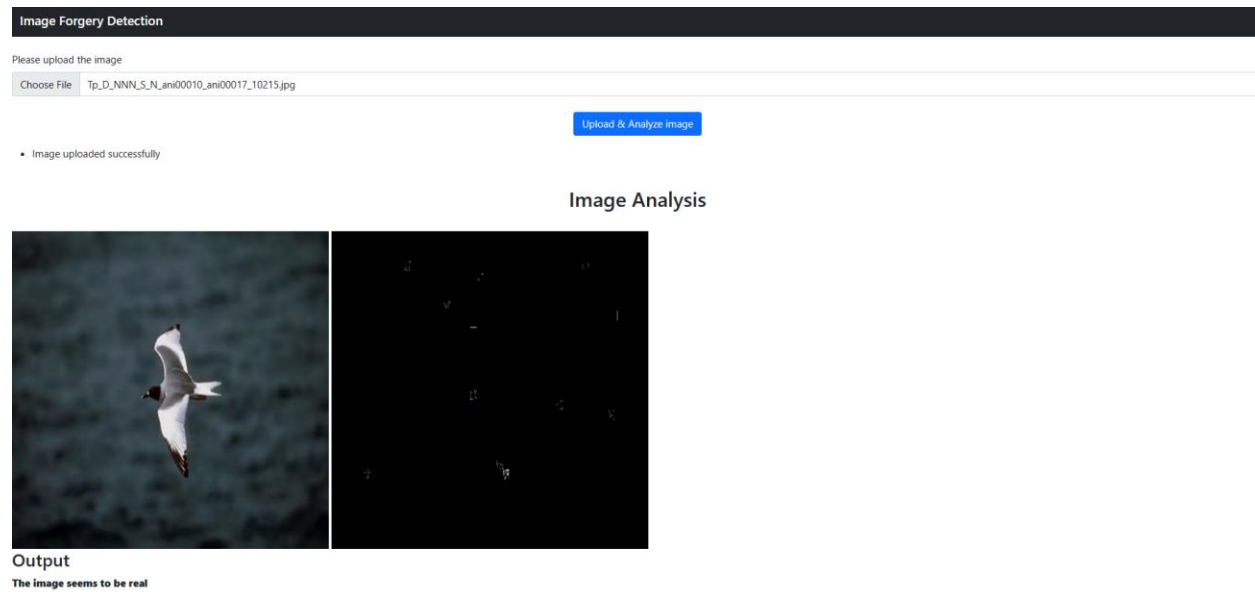 Image Forgery Detection
Please upload the image
Choose File Tp_D_NNN_S_N_ani00010_ani00017_10215.jpg
Upload & Analyze image
• Image uploaded successfully
Image Analysis
Output
The image seems to be real